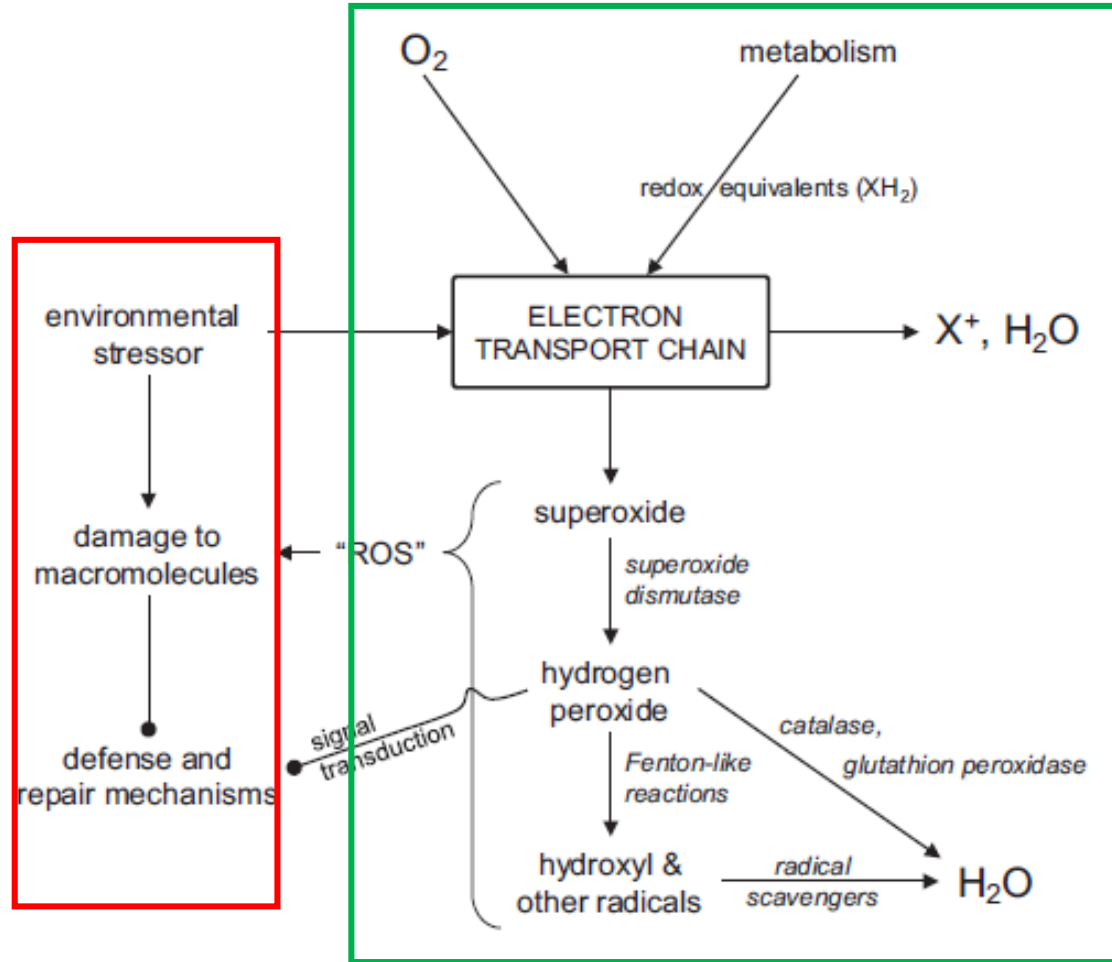 O₂
metabolism
redox equivalents (XH₂)
environmental
stressor
ELECTRON
TRANSPORT CHAIN
X⁺, H₂O
damage to
macromolecules
“ROS”
superoxide
superoxide
dismutase
hydrogen
peroxide
signal
transduction
defense and
repair mechanisms
Fenton-like
reactions
catalase,
glutathion peroxidase
hydroxyl &
other radicals
radical
scavengers
H₂O